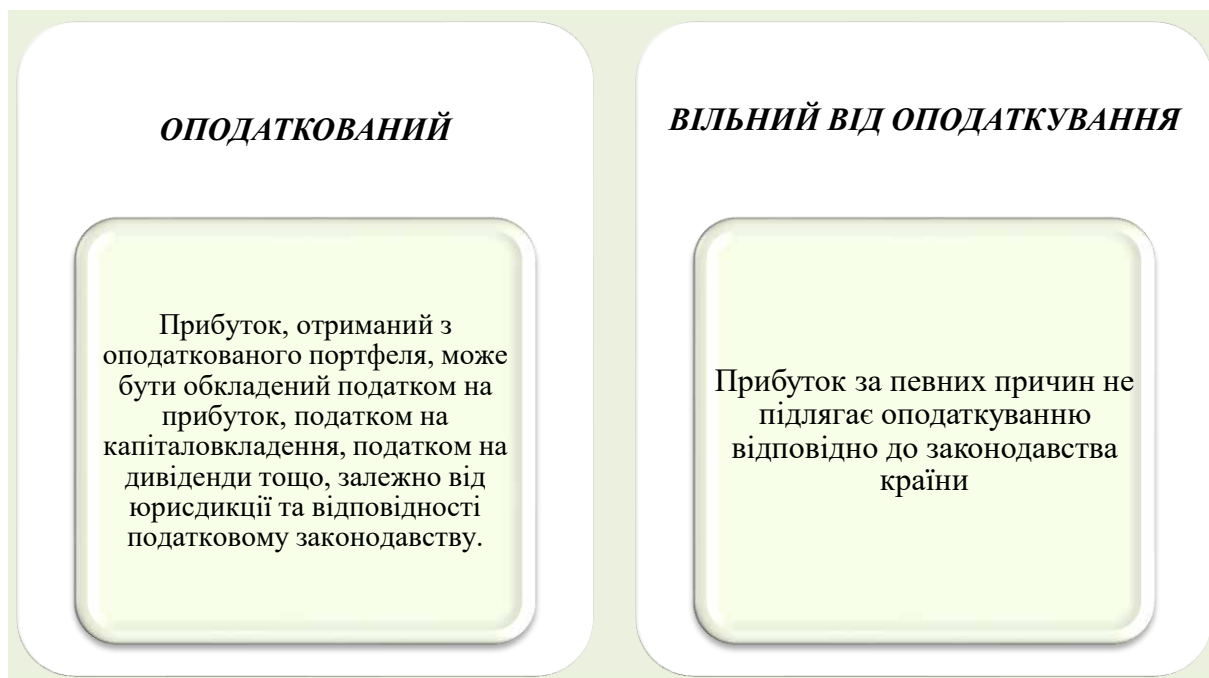 ОПОДАТКОВАНИЙ
Прибуток, отриманий з
оподаткованого портфеля, може
бути обкладений податком на
прибуток, податком на
капіталовкладення, податком на
дивіденди тощо, залежно від
юрисдикції та відповідності
податковому законодавству.
ВІЛЬНИЙ ВІД ОПОДАТКУВАННЯ
Прибуток за певних причин не
підлягає оподаткуванню
відповідно до законодавства
країни